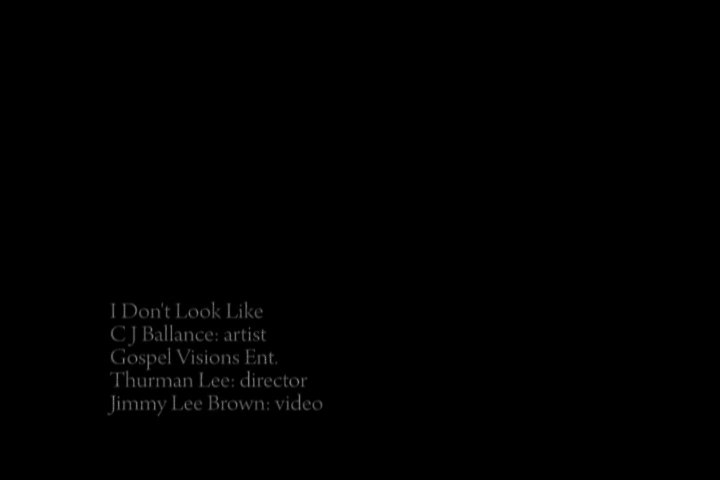 I Don't Look Like
C J Ballance: artist
Gospel Visions Ent.
Thurman Lee: director
Jimmy Lee Brown: video